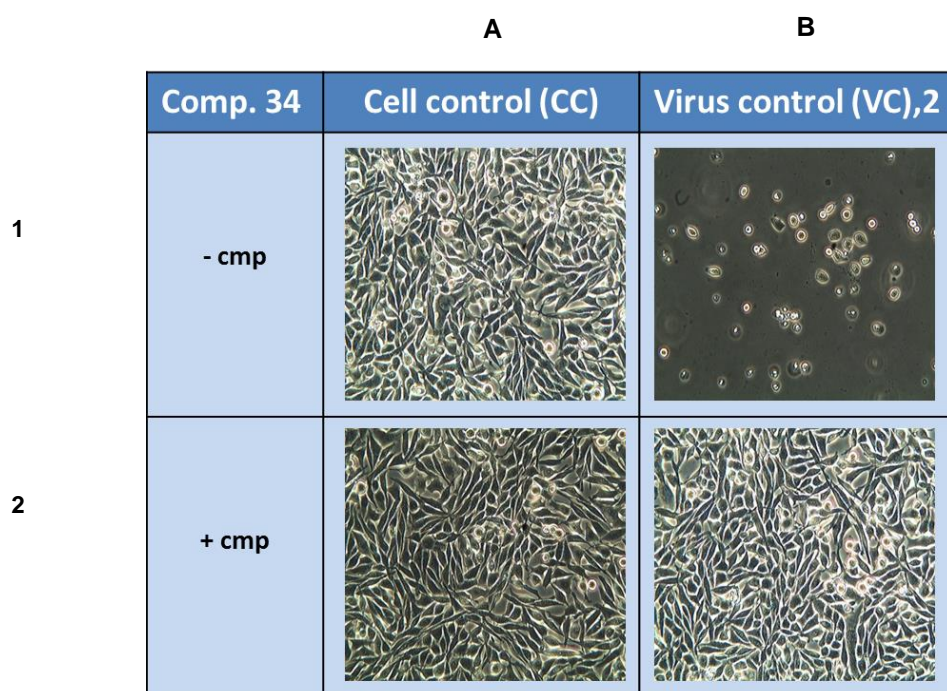 A B
Comp. 34 Cell control (CC) Virus control (VC),2
1
- cmp
2
+ cmp